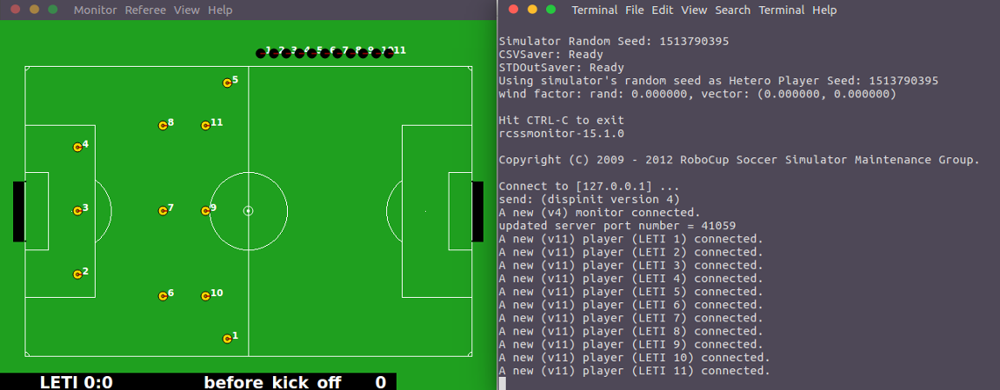 Monitor Referee View Help
1 2 3 4 5 6 7 8 9 10 11
5
8 11
4
3 7 9
2
6 10
1
LETI 0:0 before_kick_off 0
Terminal File Edit View Search Terminal Help
Simulator Random Seed: 1513790395
CSVSaver: Ready
STDOutSaver: Ready
Using simulator's random seed as Hetero Player Seed: 1513790395
wind factor: rand: 0.000000, vector: (0.000000, 0.000000)
Hit CTRL-C to exit
rcssmonitor-15.1.0
Copyright (C) 2009 - 2012 RoboCup Soccer Simulator Maintenance Group.
Connect to [127.0.0.1] ...
send: (dispinit version 4)
A new (v4) monitor connected.
updated server port number = 41059
A new (v11) player (LETI 1) connected.
A new (v11) player (LETI 2) connected.
A new (v11) player (LETI 3) connected.
A new (v11) player (LETI 4) connected.
A new (v11) player (LETI 5) connected.
A new (v11) player (LETI 6) connected.
A new (v11) player (LETI 7) connected.
A new (v11) player (LETI 8) connected.
A new (v11) player (LETI 9) connected.
A new (v11) player (LETI 10) connected.
A new (v11) player (LETI 11) connected.